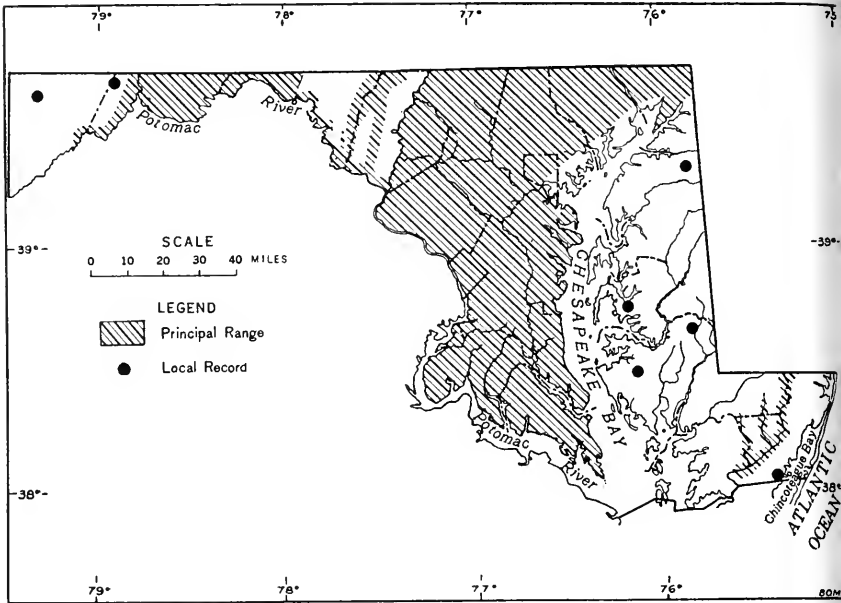 79° 78° 77° 76° 75
Potomac River
SCALE
0 10 20 30 40 MILES
LEGEND
Principal Range
Local Record
39°
39°
CHESAPEAKE BAY
Potomac River
38°
38°
Chincoteague Bay
ATLANTIC OCEAN
79° 78° 77° 76°
80M